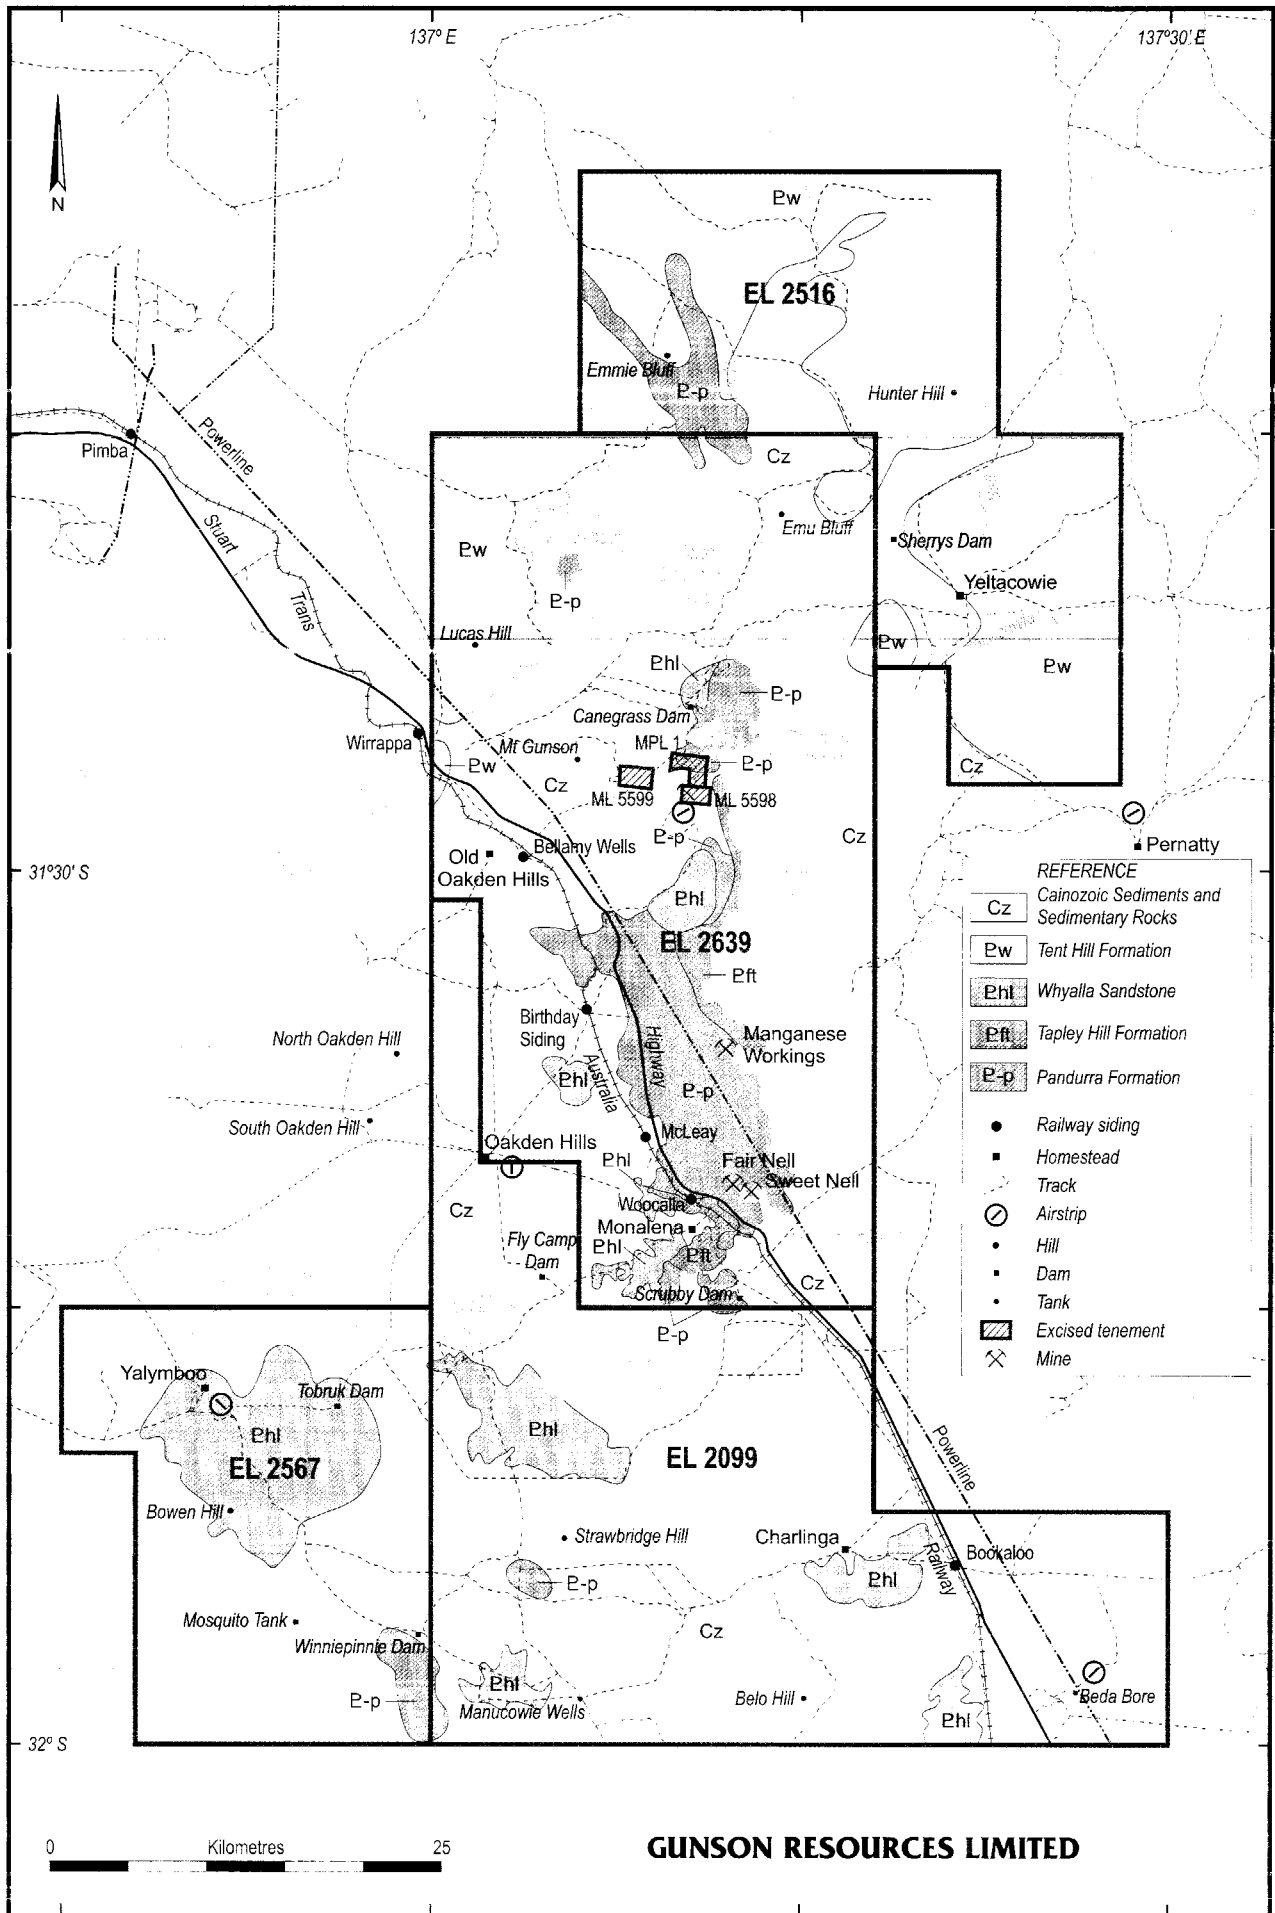 137° E
137°30' E
N
Ꝑw
EL 2516
Emmie Bluff
Ꝑ-p
Hunter Hill
Pimba
Powerline
Cz
Stuart
Emu Bluff
Sherrys Dam
Ꝑw
Trans
Ꝑ-p
Yeltacowie
Lucas Hill
Ꝑw
Ꝑhl
Ꝑw
Ꝑ-p
Canegrass Dam
Wirrappa
Mt Gunson
MPL 1
Ꝑw
Ꝑ-p
Cz
Cz
ML 5599
ML 5598
Ꝑ-p
Cz
Bellamy Wells
Pernatty
Old
Oakden Hills
31°30' S
Ꝑhl
EL 2639
Ꝑft
REFERENCE
Cz
Cainozoic Sediments and
Sedimentary Rocks
Ꝑw
Tent Hill Formation
Ꝑhl
Whyalla Sandstone
Ꝑft
Tapley Hill Formation
Ꝑ-p
Pandurra Formation
Railway siding
Homestead
Track
Airstrip
Hill
Dam
Tank
Excised tenement
Mine
Birthday
Siding
Highway
Manganese
Workings
North Oakden Hill
Ꝑhl
Australia
Ꝑ-p
South Oakden Hill
McLeay
Oakden Hills
Ꝑhl
Fair Nell
Sweet Nell
Cz
Woocalla
Monalena
Fly Camp
Dam
Ꝑhl
Ꝑft
Cz
Scrubby Dam
Ꝑ-p
Yalymboo
Tobruk Dam
Ꝑhl
EL 2567
Ꝑhl
EL 2099
Powerline
Bowen Hill
Strawbridge Hill
Charlinga
Bookaloo
Railway
Ꝑ-p
Ꝑhl
Mosquito Tank
Winniepinnie Dam
Cz
Ꝑ-p
Ꝑhl
Manucowie Wells
Belo Hill
Beda Bore
Ꝑhl
32° S
0
Kilometres
25
GUNSON RESOURCES LIMITED